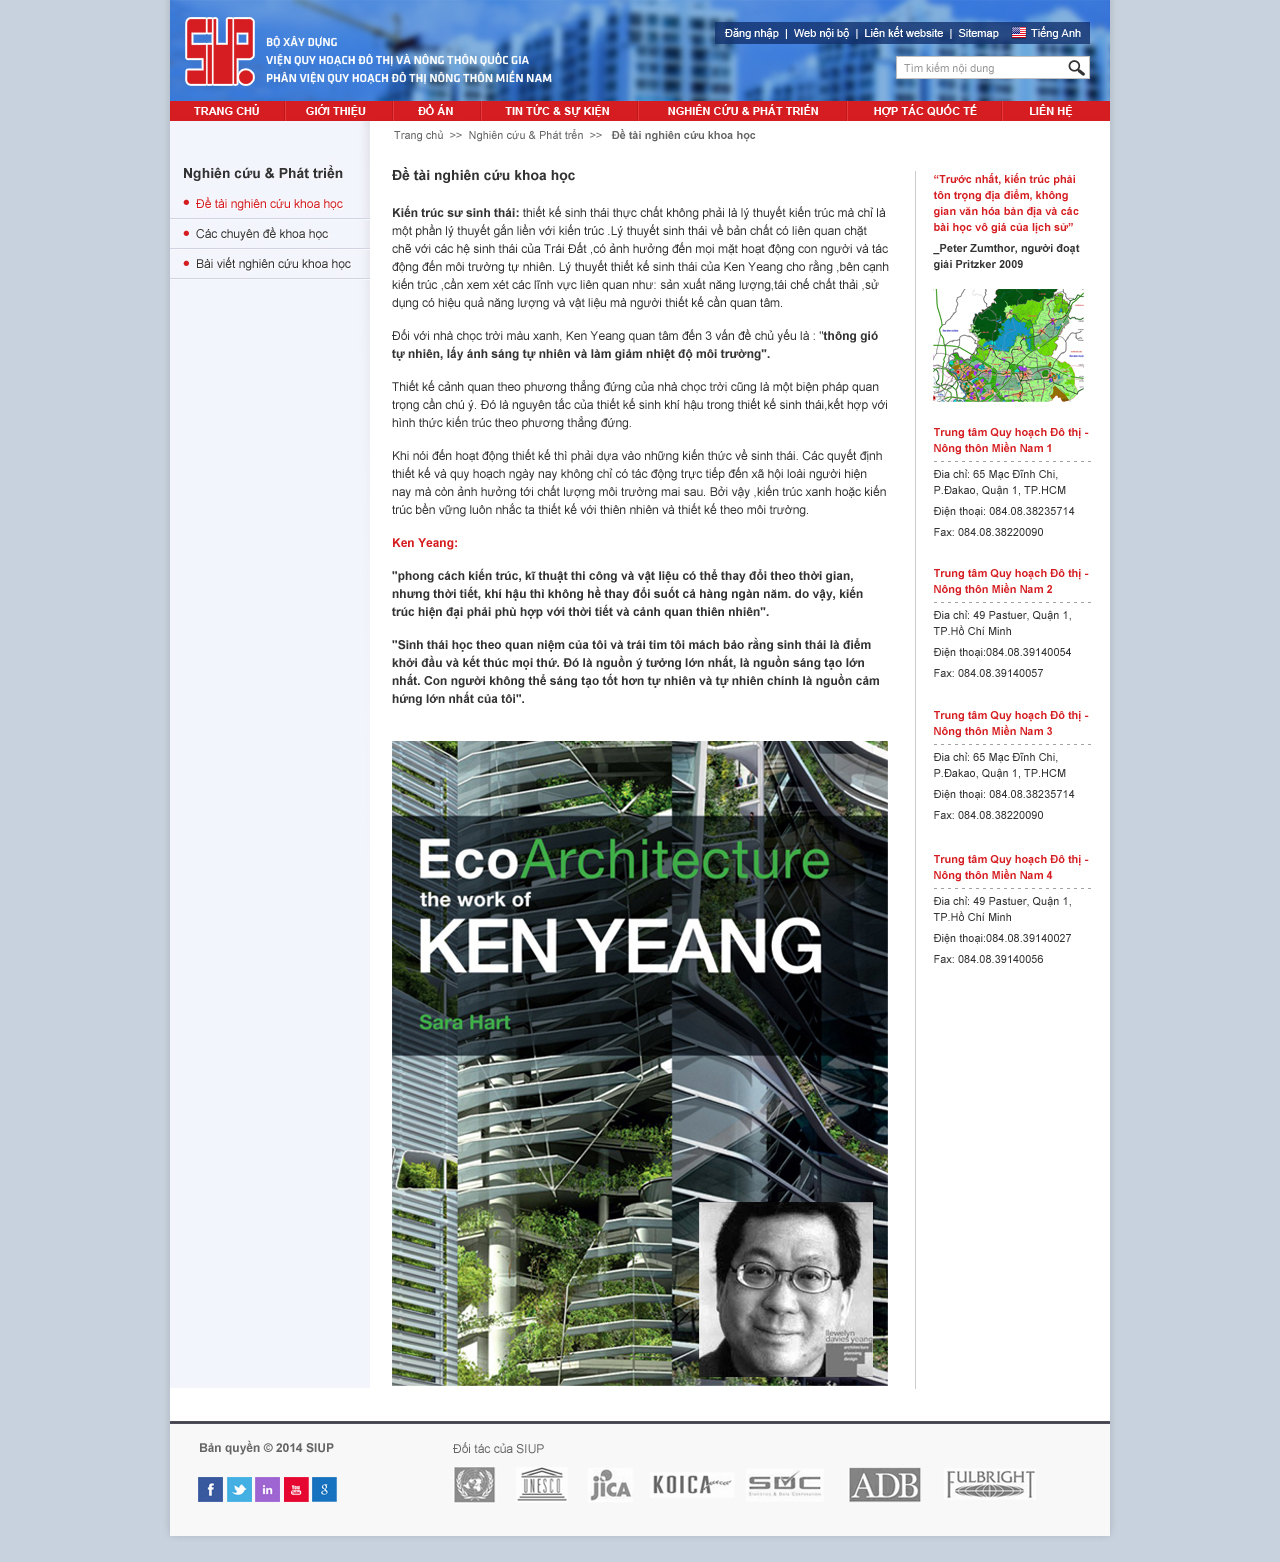 SIUP
BỘ XÂY DỰNG
VIỆN QUY HOẠCH ĐÔ THỊ VÀ NÔNG THÔN QUỐC GIA
PHÂN VIỆN QUY HOẠCH ĐÔ THỊ NÔNG THÔN MIỀN NAM
Đăng nhập | Web nội bộ | Liên kết website | Sitemap Tiếng Anh
Tìm kiếm nội dung
TRANG CHỦ GIỚI THIỆU ĐỒ ÁN TIN TỨC & SỰ KIỆN NGHIÊN CỨU & PHÁT TRIỂN HỢP TÁC QUỐC TẾ LIÊN HỆ
Trang chủ >> Nghiên cứu & Phát trển >> Đề tài nghiên cứu khoa học
Nghiên cứu & Phát triển
Đề tài nghiên cứu khoa học
Các chuyên đề khoa học
Bài viết nghiên cứu khoa học
Đề tài nghiên cứu khoa học
Kiến trúc sư sinh thái: thiết kế sinh thái thực chất không phải là lý thuyết kiến trúc mà chỉ là
một phần lý thuyết gắn liền với kiến trúc .Lý thuyết sinh thái về bản chất có liên quan chặt
chẽ với các hệ sinh thái của Trái Đất ,có ảnh hưởng đến mọi mặt hoạt động con người và tác
động đến môi trường tự nhiên. Lý thuyết thiết kế sinh thái của Ken Yeang cho rằng ,bên cạnh
kiến trúc ,cần xem xét các lĩnh vực liên quan như: sản xuất năng lượng,tái chế chất thải ,sử
dụng có hiệu quả năng lượng và vật liệu mà người thiết kế cần quan tâm.
Đối với nhà chọc trời màu xanh, Ken Yeang quan tâm đến 3 vấn đề chủ yếu là : "thông gió
tự nhiên, lấy ánh sáng tự nhiên và làm giảm nhiệt độ môi trường".
Thiết kế cảnh quan theo phương thẳng đứng của nhà chọc trời cũng là một biện pháp quan
trọng cần chú ý. Đó là nguyên tắc của thiết kế sinh khí hậu trong thiết kế sinh thái,kết hợp với
hình thức kiến trúc theo phương thẳng đứng.
Khi nói đến hoạt động thiết kế thì phải dựa vào những kiến thức về sinh thái. Các quyết định
thiết kế và quy hoạch ngày nay không chỉ có tác động trực tiếp đến xã hội loài người hiện
nay mà còn ảnh hưởng tới chất lượng môi trường mai sau. Bởi vậy ,kiến trúc xanh hoặc kiến
trúc bền vững luôn nhắc ta thiết kế với thiên nhiên và thiết kế theo môi trường.
Ken Yeang:
"phong cách kiến trúc, kĩ thuật thi công và vật liệu có thể thay đổi theo thời gian,
nhưng thời tiết, khí hậu thì không hề thay đổi suốt cả hàng ngàn năm. do vậy, kiến
trúc hiện đại phải phù hợp với thời tiết và cảnh quan thiên nhiên".
"Sinh thái học theo quan niệm của tôi và trái tim tôi mách bảo rằng sinh thái là điểm
khởi đầu và kết thúc mọi thứ. Đó là nguồn ý tưởng lớn nhất, là nguồn sáng tạo lớn
nhất. Con người không thể sáng tạo tốt hơn tự nhiên và tự nhiên chính là nguồn cảm
hứng lớn nhất của tôi".
EcoArchitecture
the work of
KEN YEANG
Sara Hart
llewelyn
davies yeang
architecture
planning
design
“Trước nhất, kiến trúc phải
tôn trọng địa điểm, không
gian văn hóa bản địa và các
bài học vô giá của lịch sử”
_Peter Zumthor, người đoạt
giải Pritzker 2009
Trung tâm Quy hoạch Đô thị -
Nông thôn Miền Nam 1
Đia chỉ: 65 Mạc Đĩnh Chi,
P.Đakao, Quận 1, TP.HCM
Điện thoại: 084.08.38235714
Fax: 084.08.38220090
Trung tâm Quy hoạch Đô thị -
Nông thôn Miền Nam 2
Đia chỉ: 49 Pastuer, Quận 1,
TP.Hồ Chí Minh
Điện thoại:084.08.39140054
Fax: 084.08.39140057
Trung tâm Quy hoạch Đô thị -
Nông thôn Miền Nam 3
Đia chỉ: 65 Mạc Đĩnh Chi,
P.Đakao, Quận 1, TP.HCM
Điện thoại: 084.08.38235714
Fax: 084.08.38220090
Trung tâm Quy hoạch Đô thị -
Nông thôn Miền Nam 4
Đia chỉ: 49 Pastuer, Quận 1,
TP.Hồ Chí Minh
Điện thoại:084.08.39140027
Fax: 084.08.39140056
Bản quyền © 2014 SIUP
Đối tác của SIUP
UNESCO jICA KOICA SDC ADB FULBRIGHT
Statistics & Data Corporation